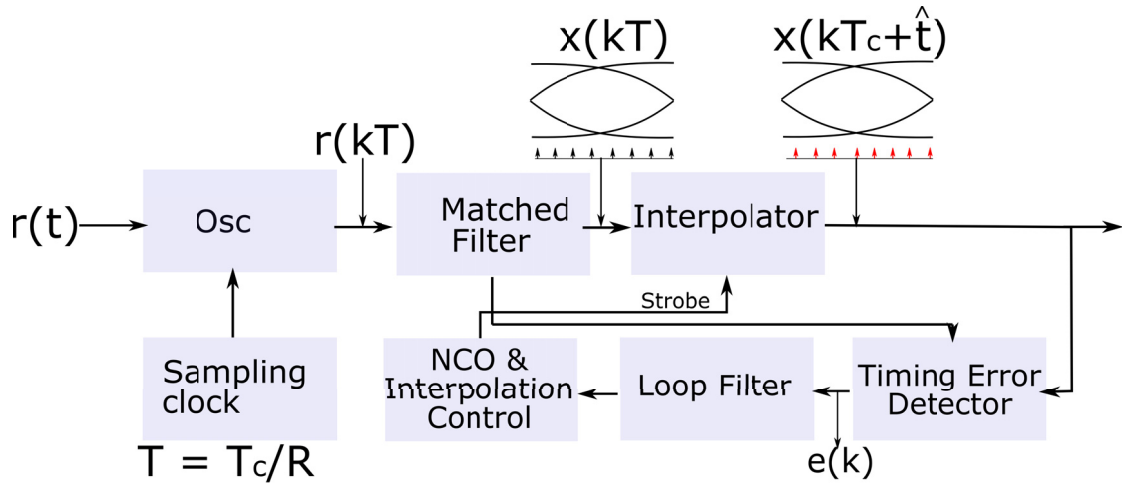 x(kT)
x(kTc+t̂)
r(kT)
r(t)
Osc
Matched
Filter
Interpolator
Strobe
Sampling
clock
NCO &
Interpolation
Control
Loop Filter
Timing Error
Detector
T = Tc/R
e(k)